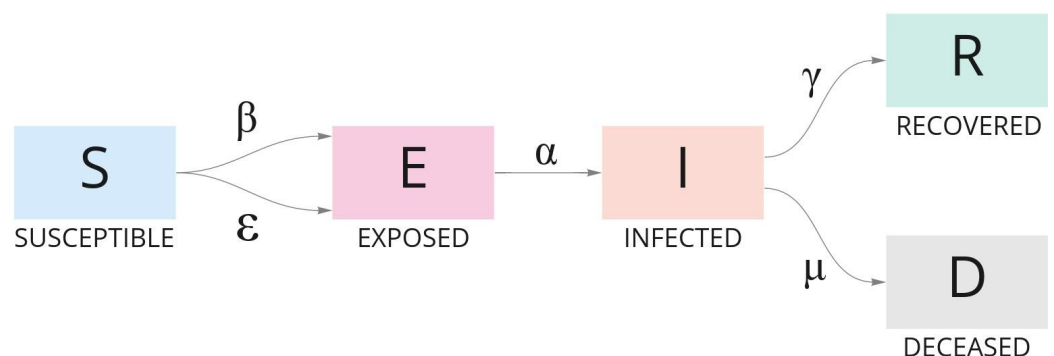 S
SUSCEPTIBLE
β
ε
E
EXPOSED
α
I
INFECTED
γ
μ
R
RECOVERED
D
DECEASED